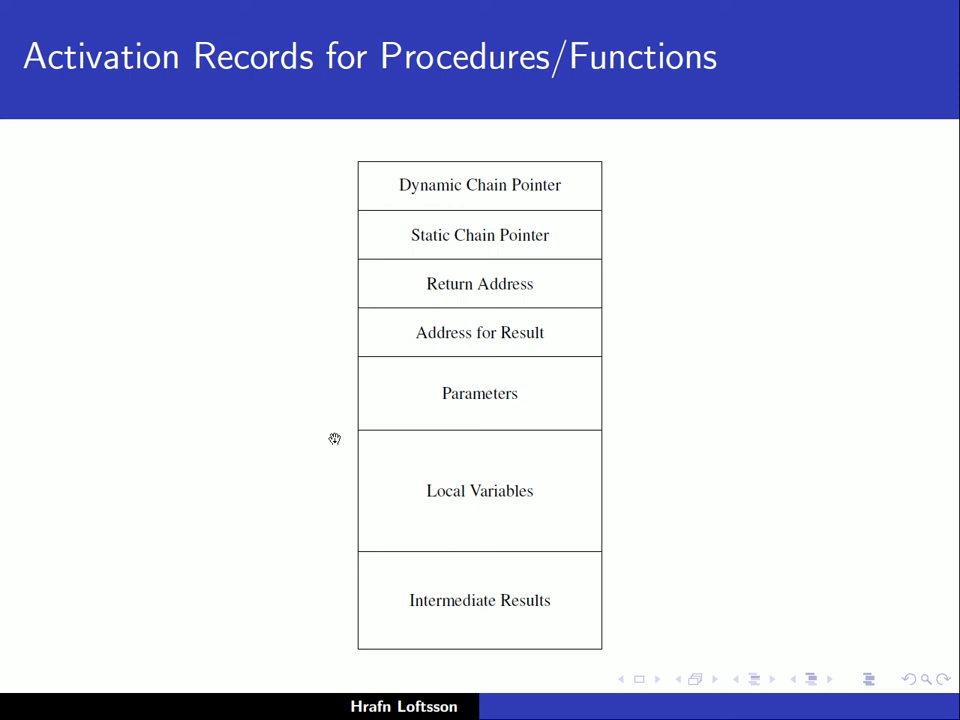 Activation Records for Procedures/Functions
Dynamic Chain Pointer
Static Chain Pointer
Return Address
Address for Result
Parameters
Local Variables
Intermediate Results
Hrafn Loftsson